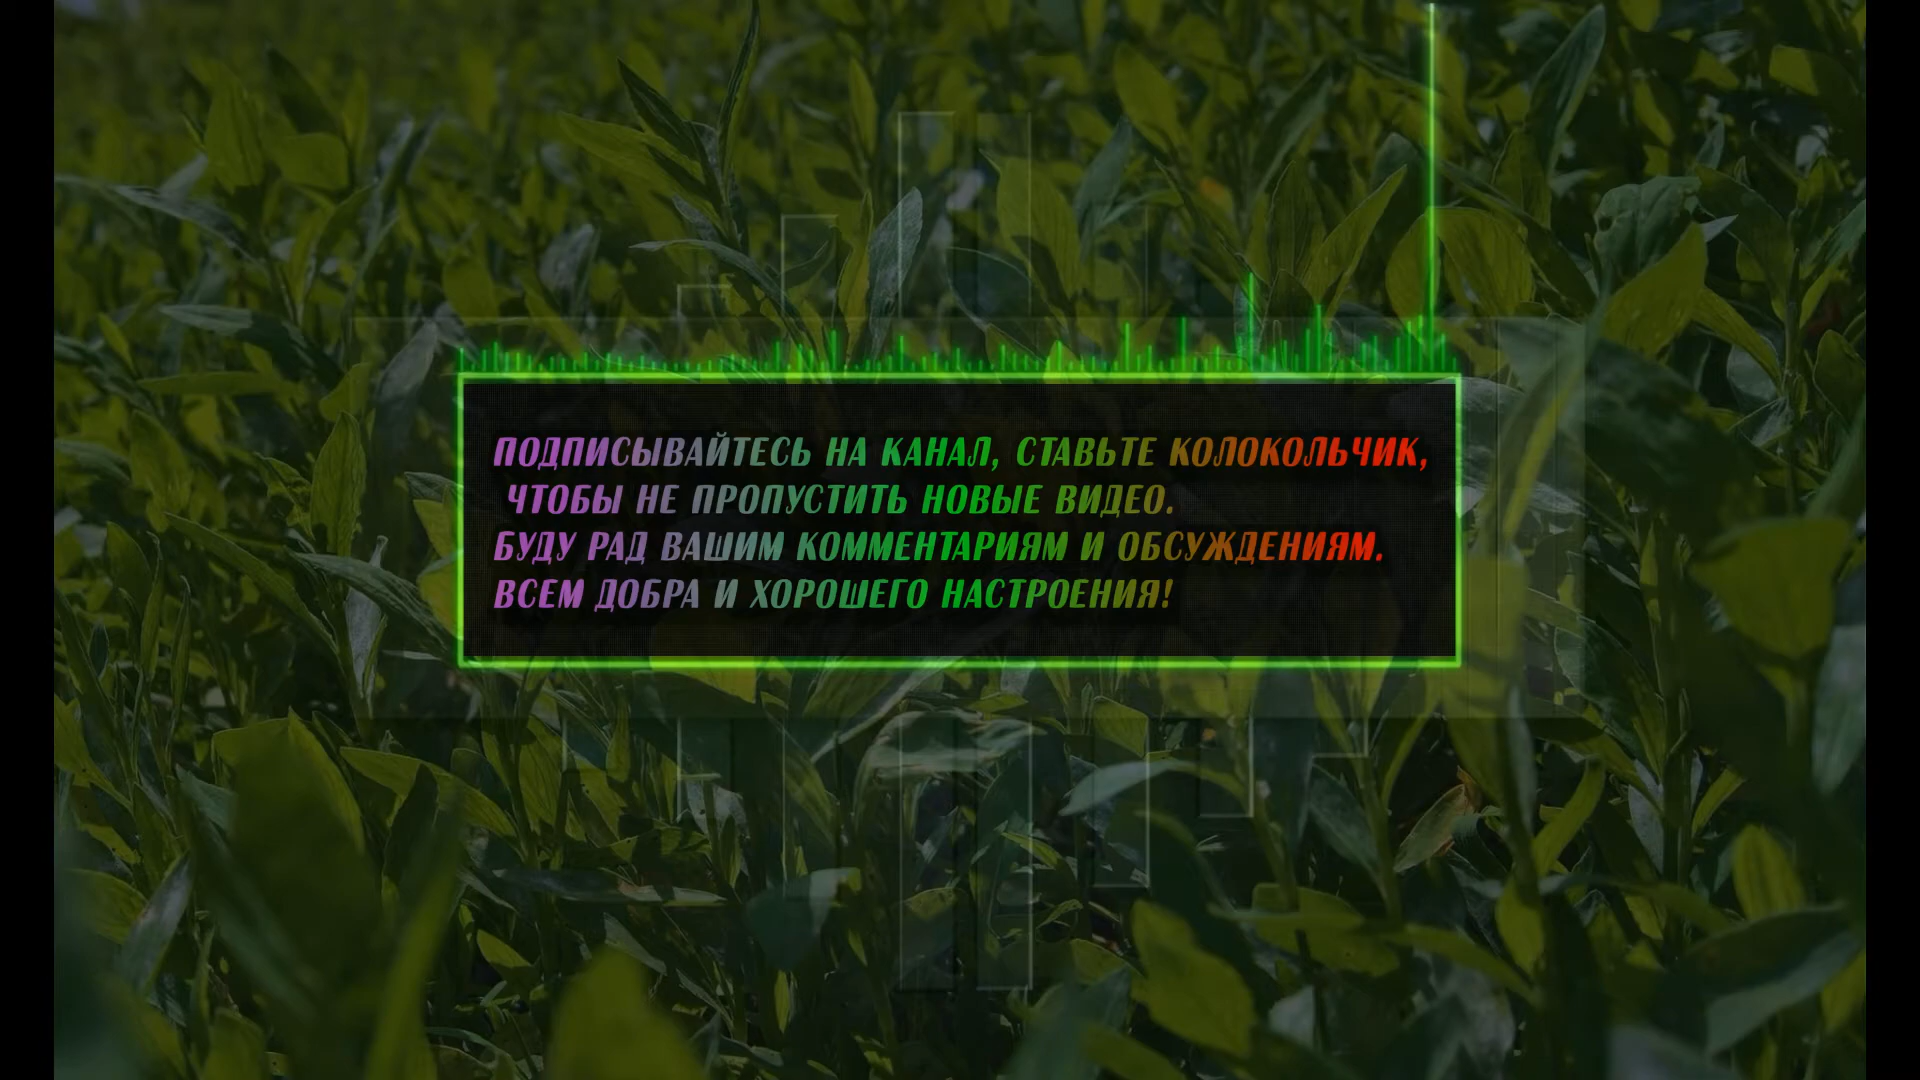 ПОДПИСЫВАЙТЕСЬ НА КАНАЛ, СТАВЬТЕ КОЛОКОЛЬЧИК,
ЧТОБЫ НЕ ПРОПУСТИТЬ НОВЫЕ ВИДЕО.
БУДУ РАД ВАШИМ КОММЕНТАРИЯМ И ОБСУЖДЕНИЯМ.
ВСЕМ ДОБРА И ХОРОШЕГО НАСТРОЕНИЯ!